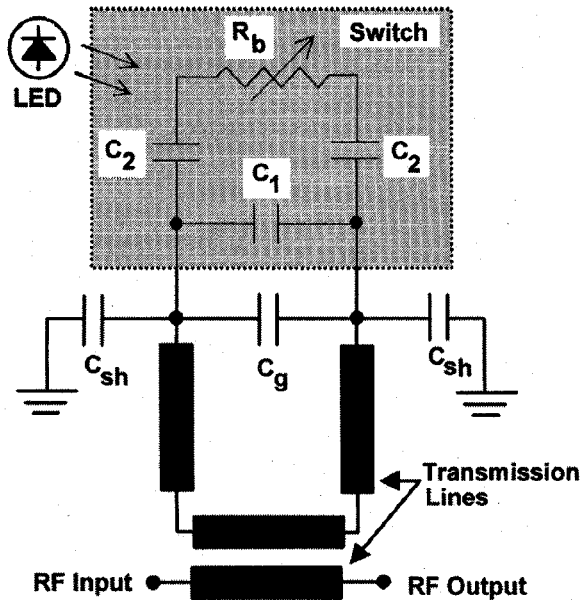 R_b
Switch
LED
C_2
C_2
C_1
C_sh
C_g
C_sh
Transmission
Lines
RF Input
RF Output